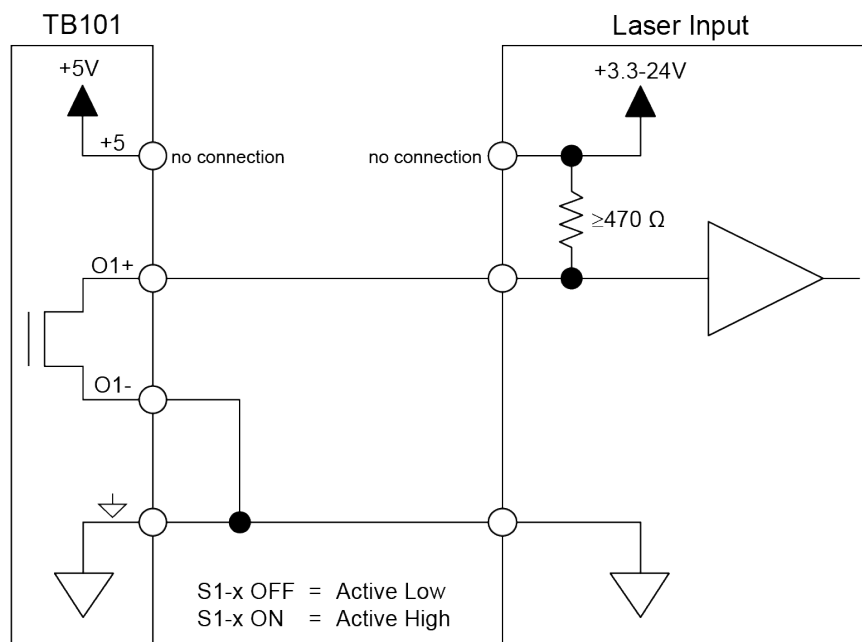 TB101
Laser Input
+5V
+3.3-24V
+5
no connection
no connection
≥470 Ω
O1+
O1-
S1-x OFF = Active Low
S1-x ON = Active High